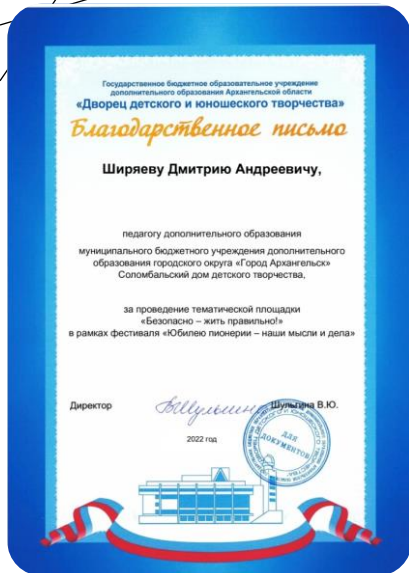 Государственное бюджетное образовательное учреждение
дополнительного образования Архангельской области
«Дворец детского и юношеского творчества»
Благодарственное письмо
Ширяеву Дмитрию Андреевичу,
педагогу дополнительного образования
муниципального бюджетного учреждения дополнительного
образования городского округа «Город Архангельск»
Соломбальский дом детского творчества,
за проведение тематической площадки
«Безопасно – жить правильно!»
в рамках фестиваля «Юбилею пионерии – наши мысли и дела»
Директор Шульгина В.Ю.
2022 год
ДЛЯ
ДОКУМЕНТОВ